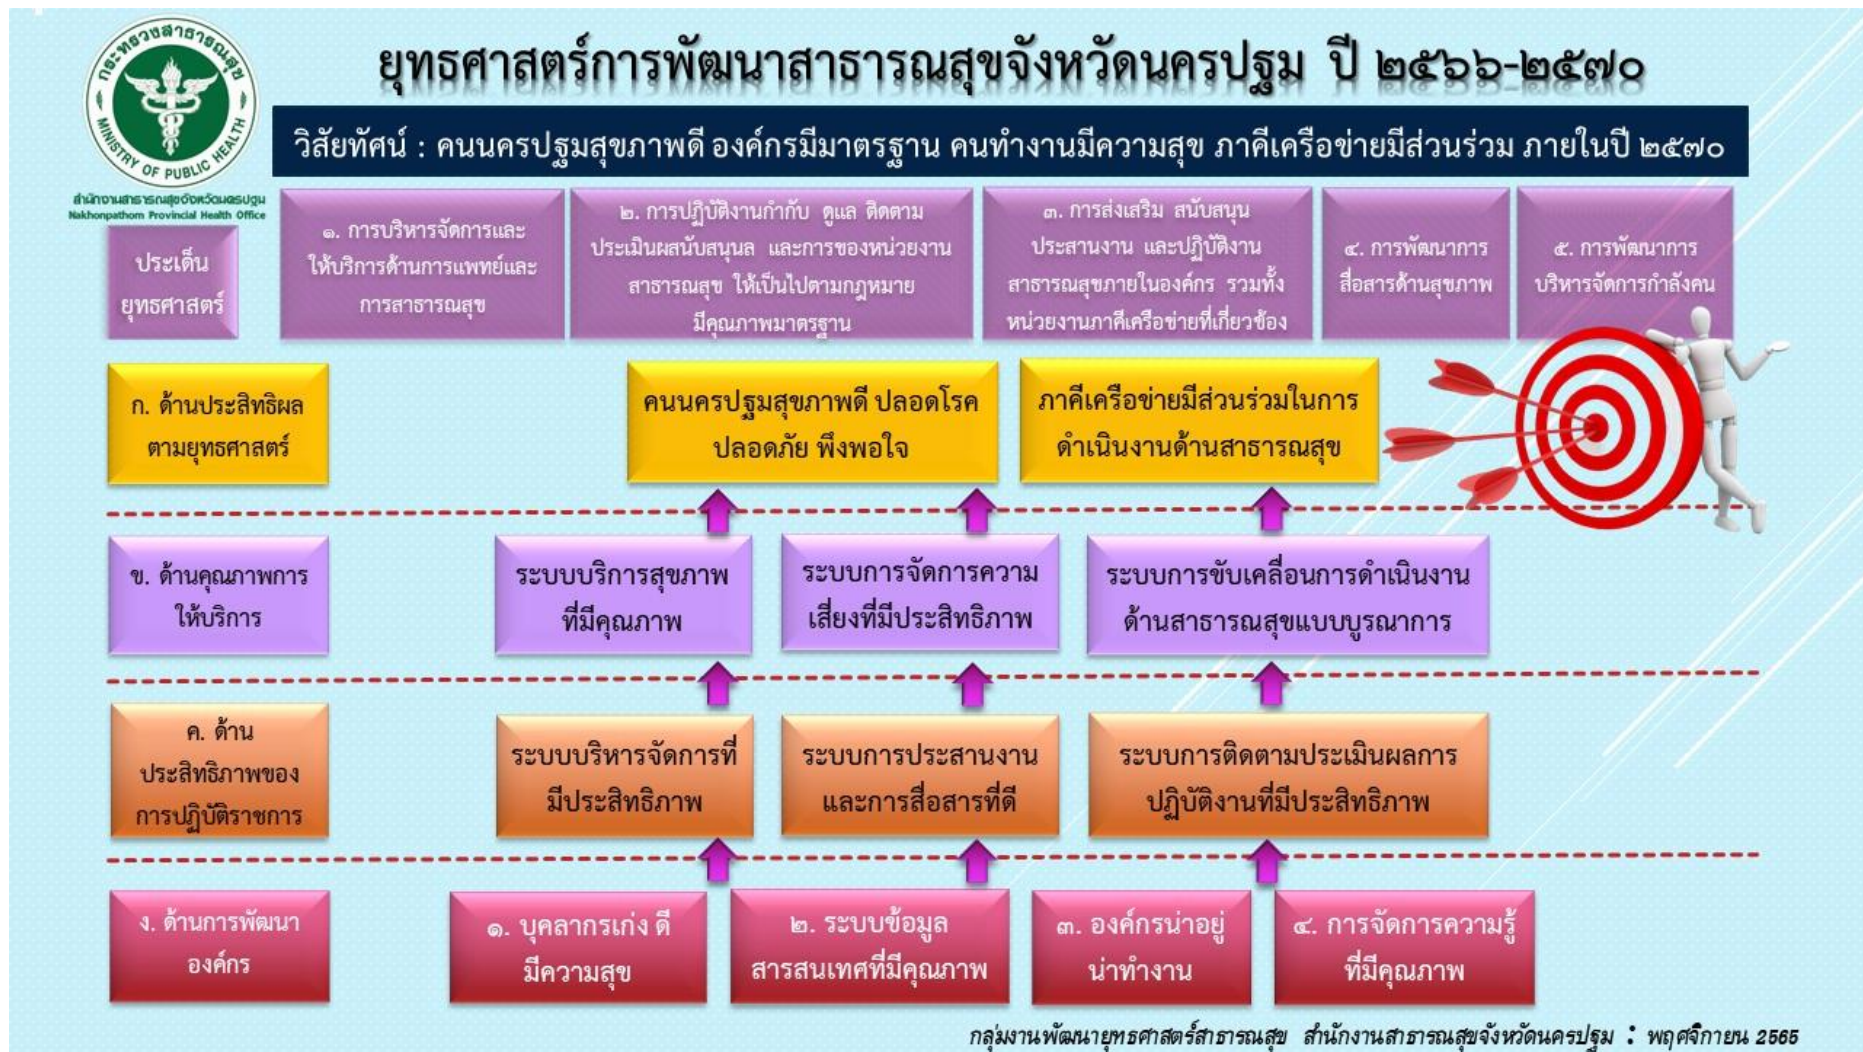 กระทรวงสาธารณสุข
MINISTRY OF PUBLIC HEALTH
สำนักงานสาธารณสุขจังหวัดนครปฐม
Nakhonpathom Provincial Health Office
ยุทธศาสตร์การพัฒนาสาธารณสุขจังหวัดนครปฐม ปี ๒๕๖๖-๒๕๗๐
วิสัยทัศน์ : คนนครปฐมสุขภาพดี องค์กรมีมาตรฐาน คนทำงานมีความสุข ภาคีเครือข่ายมีส่วนร่วม ภายในปี ๒๕๗๐
ประเด็น
ยุทธศาสตร์
๑. การบริหารจัดการและ
ให้บริการด้านการแพทย์และ
การสาธารณสุข
๒. การปฏิบัติงานกำกับ ดูแล ติดตาม
ประเมินผสนับสนุนล และการของหน่วยงาน
สาธารณสุข ให้เป็นไปตามกฎหมาย
มีคุณภาพมาตรฐาน
๓. การส่งเสริม สนับสนุน
ประสานงาน และปฏิบัติงาน
สาธารณสุขภายในองค์กร รวมทั้ง
หน่วยงานภาคีเครือข่ายที่เกี่ยวข้อง
๔. การพัฒนาการ
สื่อสารด้านสุขภาพ
๕. การพัฒนาการ
บริหารจัดการกำลังคน
ก. ด้านประสิทธิผล
ตามยุทธศาสตร์
คนนครปฐมสุขภาพดี ปลอดโรค
ปลอดภัย พึงพอใจ
ภาคีเครือข่ายมีส่วนร่วมในการ
ดำเนินงานด้านสาธารณสุข
ข. ด้านคุณภาพการ
ให้บริการ
ระบบบริการสุขภาพ
ที่มีคุณภาพ
ระบบการจัดการความ
เสี่ยงที่มีประสิทธิภาพ
ระบบการขับเคลื่อนการดำเนินงาน
ด้านสาธารณสุขแบบบูรณาการ
ค. ด้าน
ประสิทธิภาพของ
การปฏิบัติราชการ
ระบบบริหารจัดการที่
มีประสิทธิภาพ
ระบบการประสานงาน
และการสื่อสารที่ดี
ระบบการติดตามประเมินผลการ
ปฏิบัติงานที่มีประสิทธิภาพ
ง. ด้านการพัฒนา
องค์กร
๑. บุคลากรเก่ง ดี
มีความสุข
๒. ระบบข้อมูล
สารสนเทศที่มีคุณภาพ
๓. องค์กรน่าอยู่
น่าทำงาน
๔. การจัดการความรู้
ที่มีคุณภาพ
กลุ่มงานพัฒนายุทธศาสตร์สาธารณสุข สำนักงานสาธารณสุขจังหวัดนครปฐม : พฤศจิกายน 2565